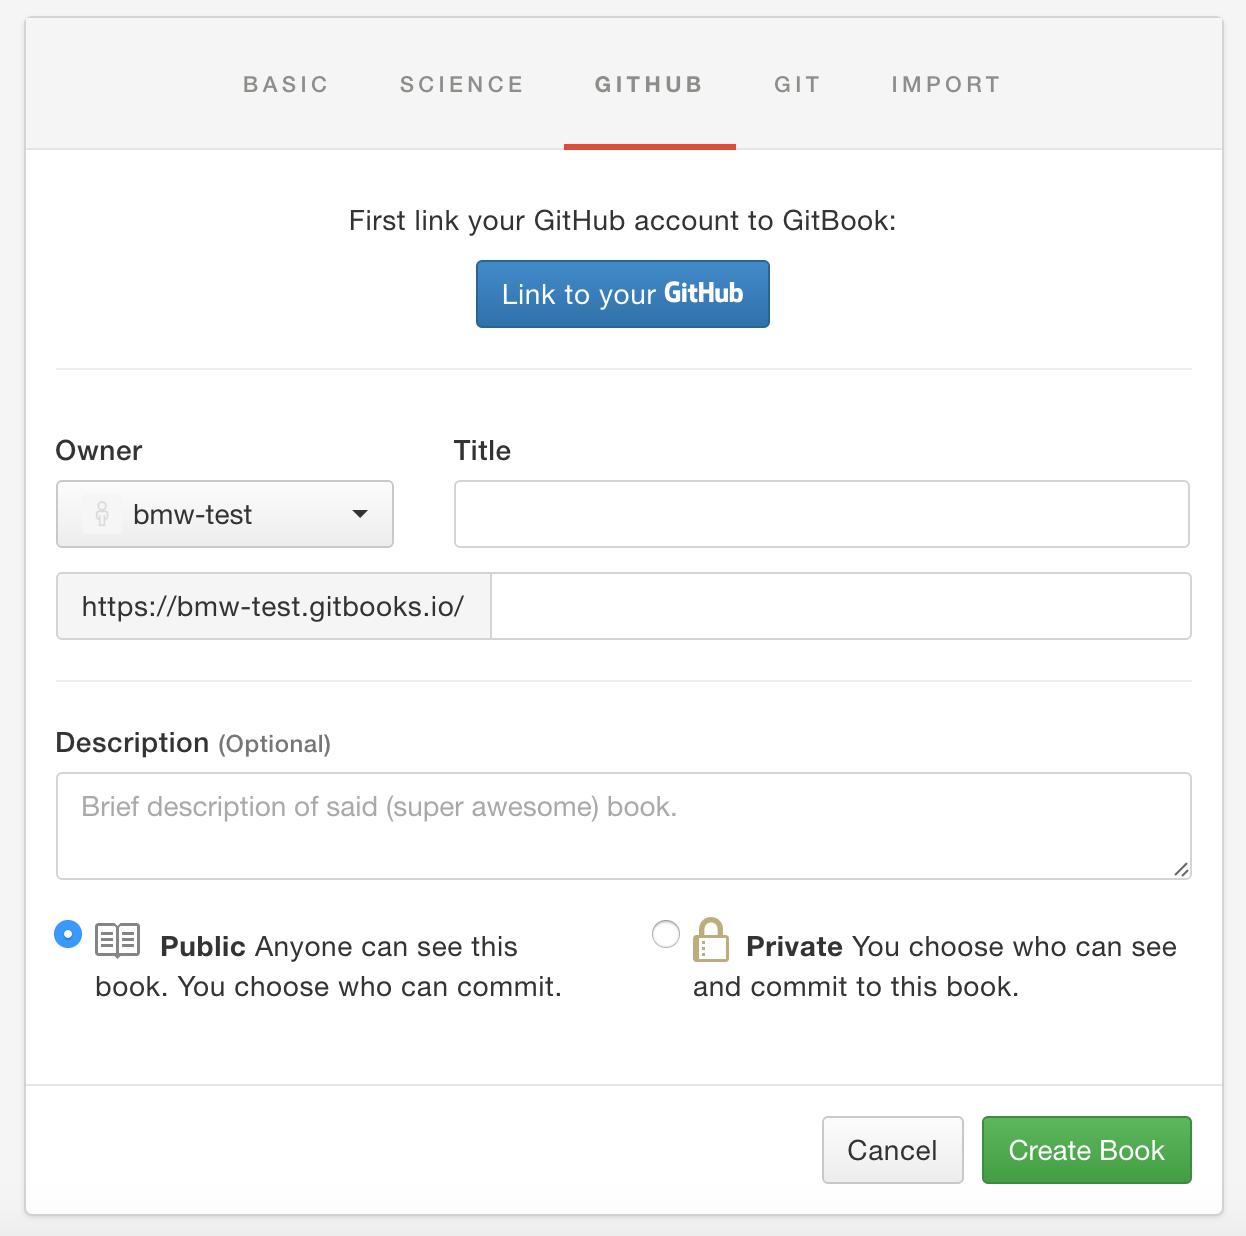 BASIC SCIENCE GITHUB GIT IMPORT
First link your GitHub account to GitBook:
Link to your GitHub
Owner Title
bmw-test
https://bmw-test.gitbooks.io/
Description (Optional)
Brief description of said (super awesome) book.
Public Anyone can see this
book. You choose who can commit.
Private You choose who can see
and commit to this book.
Cancel Create Book